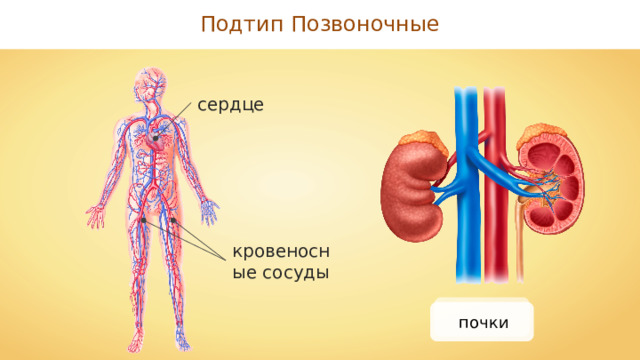 Подтип Позвоночные
сердце
кровеносн
ые сосуды
почки